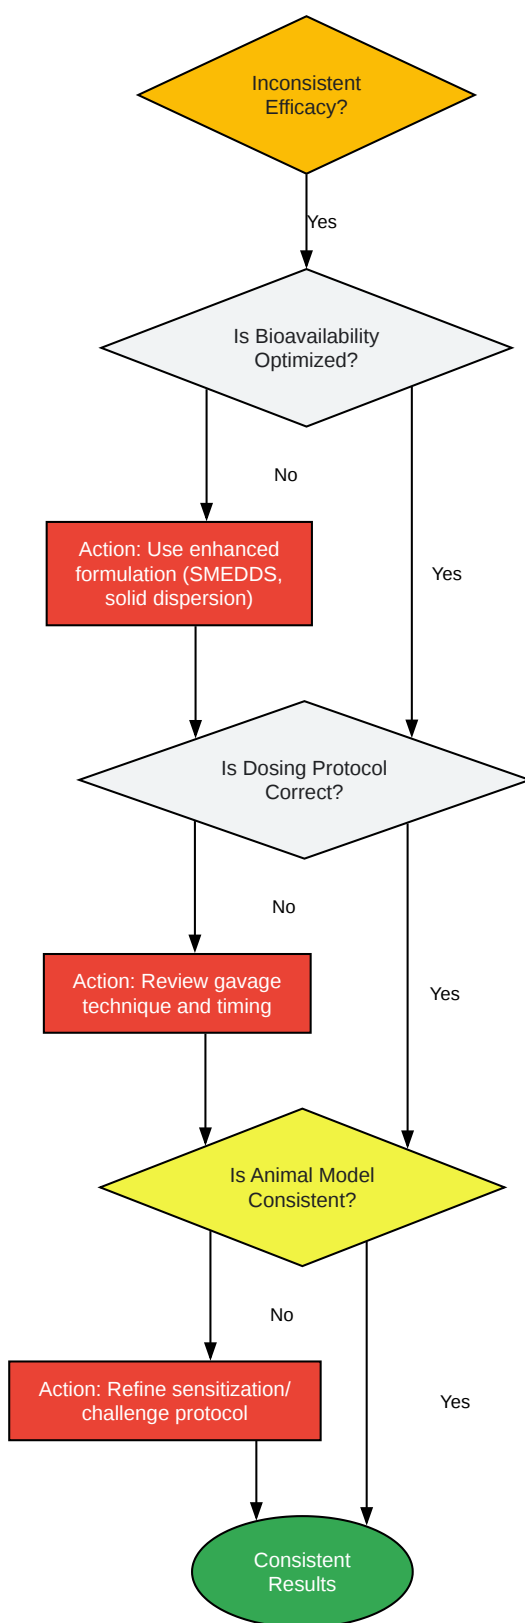 Inconsistent
Efficacy?
Yes
Is Bioavailability
Optimized?
No
Action: Use enhanced
formulation (SMEDDS,
solid dispersion)
Yes
Is Dosing Protocol
Correct?
No
Action: Review gavage
technique and timing
Yes
Is Animal Model
Consistent?
No
Action: Refine sensitization/
challenge protocol
Yes
Consistent
Results